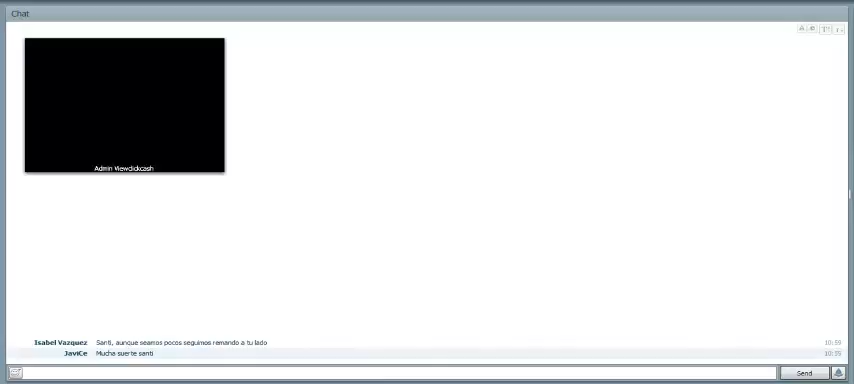 Chat
Admin Viewclickcash
Isabel Vazquez Santi, aunque seamos pocos seguimos remando a tu lado 10:59
JaviCe Mucha suerte santi 10:59
Send